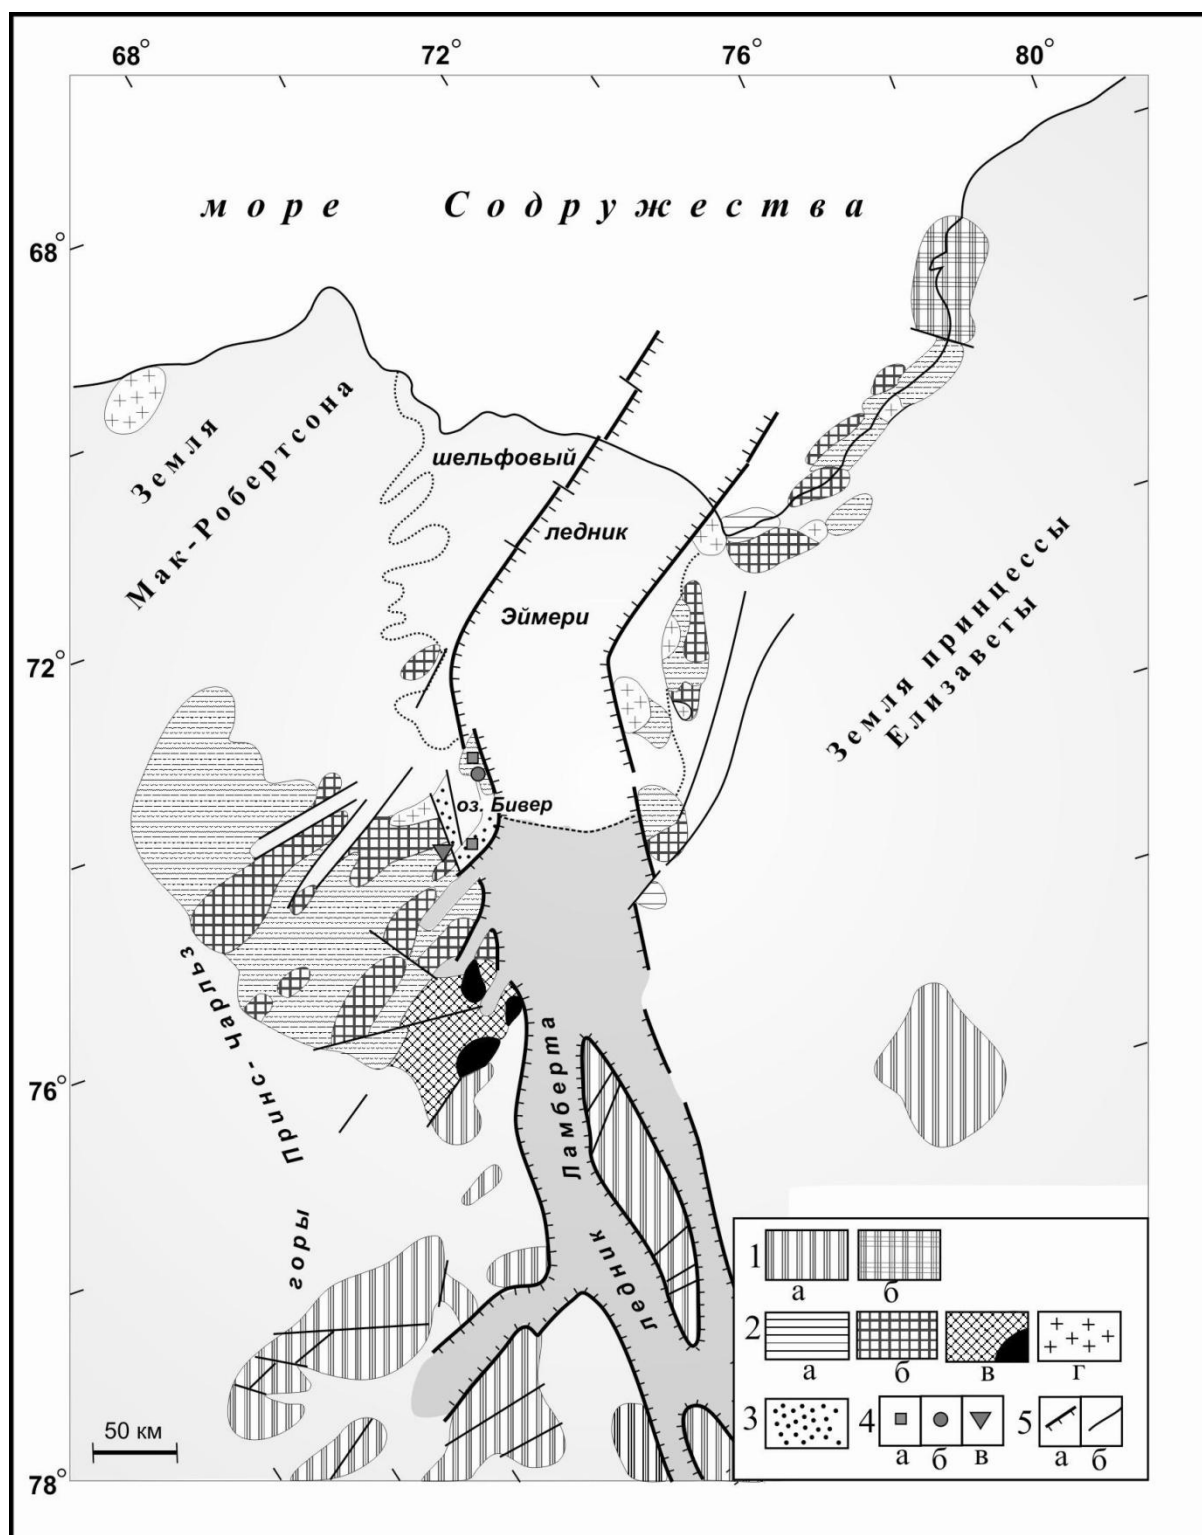 68° 72° 76° 80°
море Содружества
68°
Земля
Мак-Робертсона
шельфовый
ледник
Эймери
72°
Земля принцессы
Елизаветы
оз. Бивер
горы Принс-Чарльз
76°
ледник Ламберта
1 а б
2 а б в г
3 4 а б в 5 а б
50 км
78°